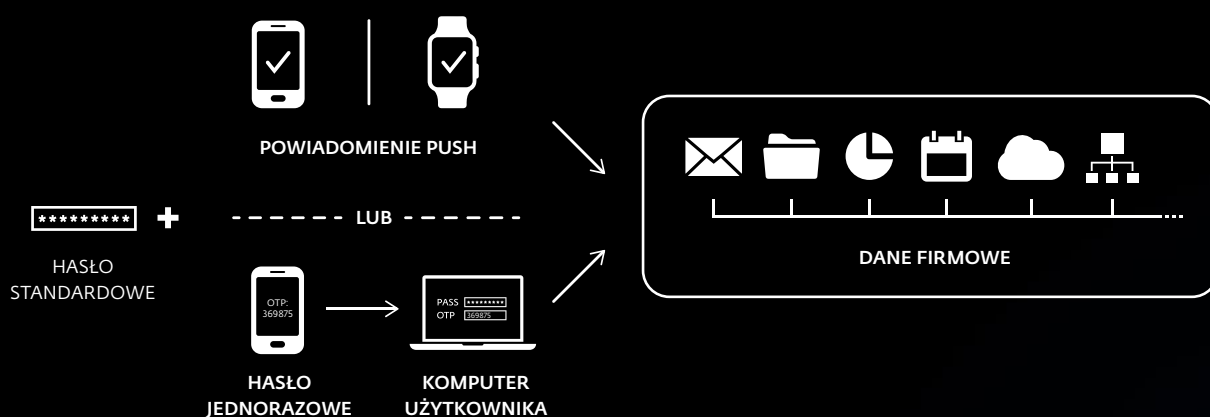 POWIADOMIENIE PUSH
*********
LUB
HASŁO
STANDARDOWE
OTP:
369875
PASS *********
OTP 369875
HASŁO
JEDNORAZOWE
KOMPUTER
UŻYTKOWNIKA
DANE FIRMOWE